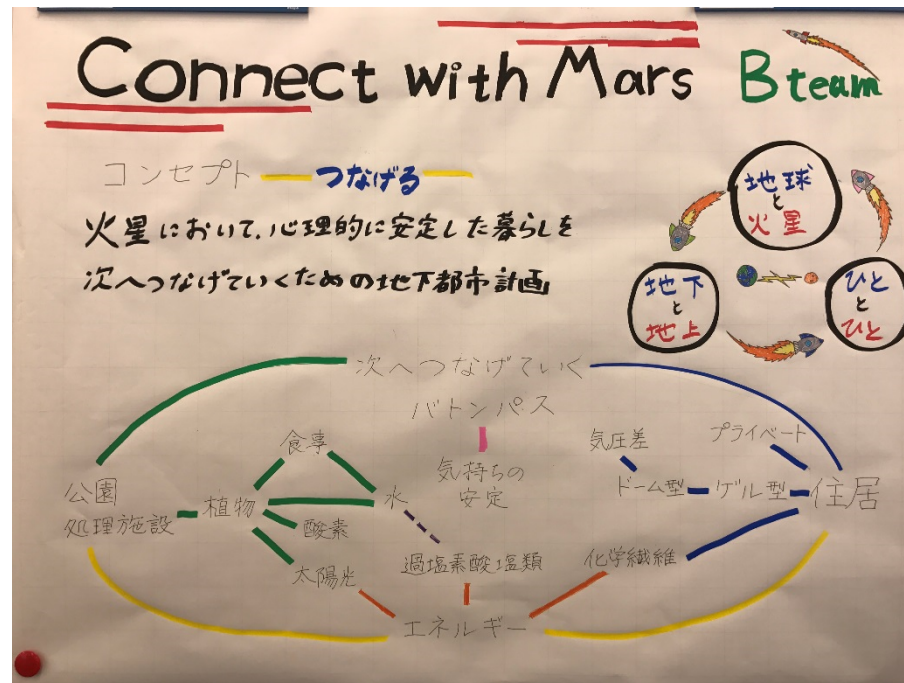 Connect with Mars B team
コンセプト ― つなげる ―
火星において、心理的に安定した暮らしを
次へつなげていくための地下都市計画
地球
と
火星
地下
と
地上
ひと
と
ひと
次へつなげていく
バトンパス
気持ちの
安定
公園
処理施設
植物
食事
水
酸素
太陽光
過塩素酸塩類
エネルギー
化学繊維
気圧差
プライベート
ドーム型
ゲル型
住居